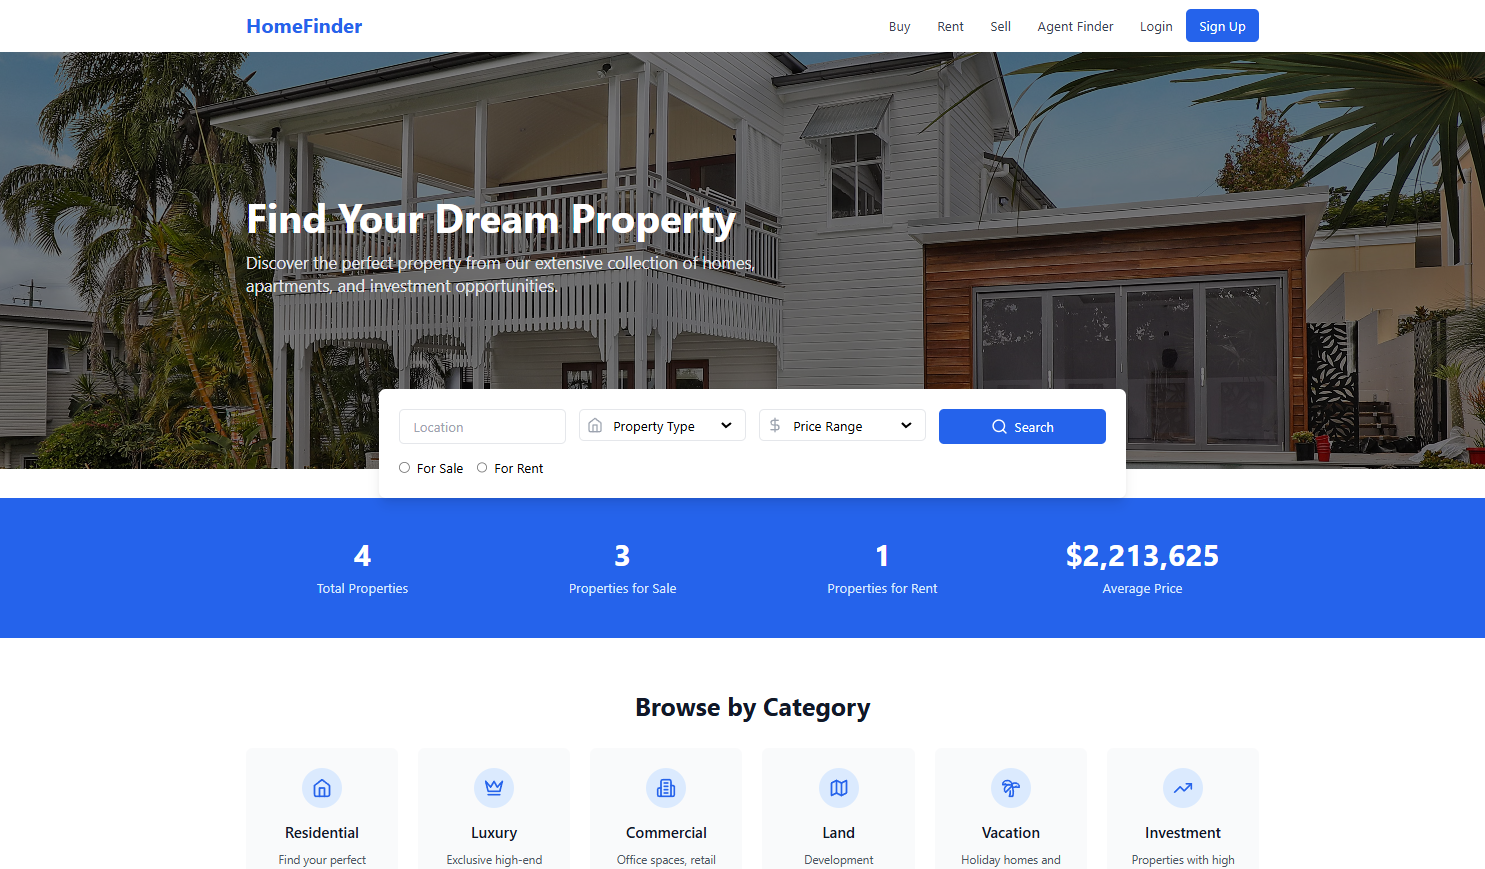 HomeFinder
Buy Rent Sell Agent Finder Login Sign Up
Find Your Dream Property
Discover the perfect property from our extensive collection of homes,
apartments, and investment opportunities.
Location Property Type Price Range Search
For Sale For Rent
4 3 1 $2,213,625
Total Properties Properties for Sale Properties for Rent Average Price
Browse by Category
Residential Luxury Commercial Land Vacation Investment
Find your perfect Exclusive high-end Office spaces, retail Development Holiday homes and Properties with high